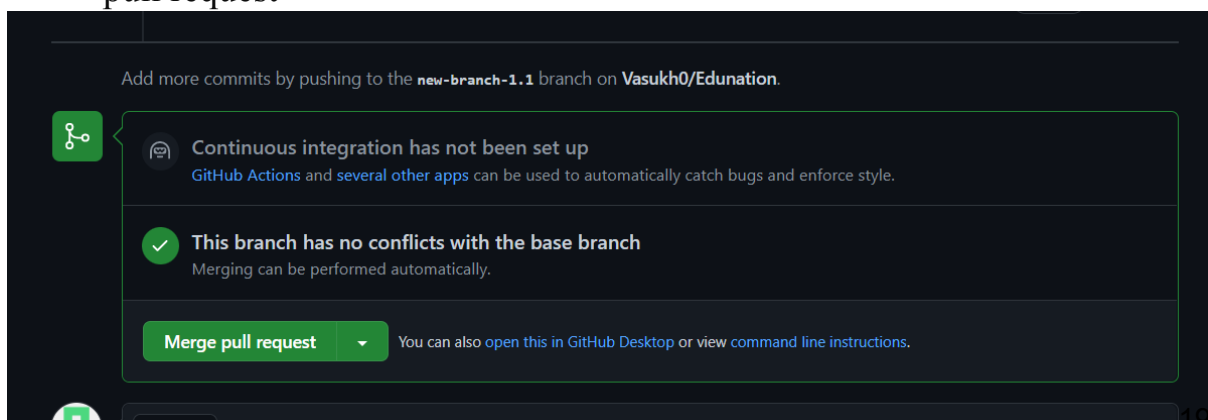 pull request
Add more commits by pushing to the new-branch-1.1 branch on Vasukh0/Edunation.
Continuous integration has not been set up
GitHub Actions and several other apps can be used to automatically catch bugs and enforce style.
This branch has no conflicts with the base branch
Merging can be performed automatically.
Merge pull request You can also open this in GitHub Desktop or view command line instructions.
19